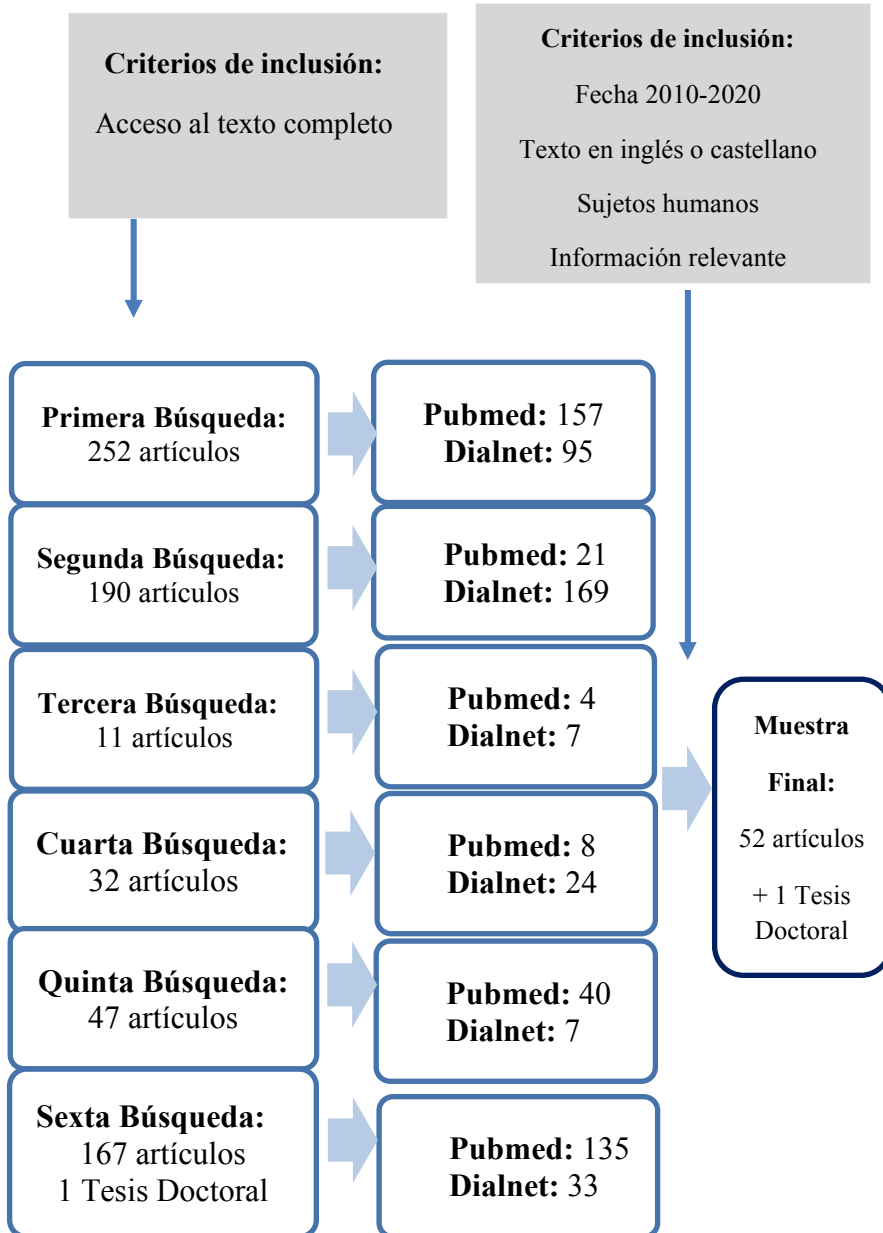 Criterios de inclusión:
Acceso al texto completo
Criterios de inclusión:
Fecha 2010-2020
Texto en inglés o castellano
Sujetos humanos
Información relevante
Primera Búsqueda:
252 artículos
Pubmed: 157
Dialnet: 95
Segunda Búsqueda:
190 artículos
Pubmed: 21
Dialnet: 169
Tercera Búsqueda:
11 artículos
Pubmed: 4
Dialnet: 7
Cuarta Búsqueda:
32 artículos
Pubmed: 8
Dialnet: 24
Quinta Búsqueda:
47 artículos
Pubmed: 40
Dialnet: 7
Sexta Búsqueda:
167 artículos
1 Tesis Doctoral
Pubmed: 135
Dialnet: 33
Muestra
Final:
52 artículos
+ 1 Tesis
Doctoral